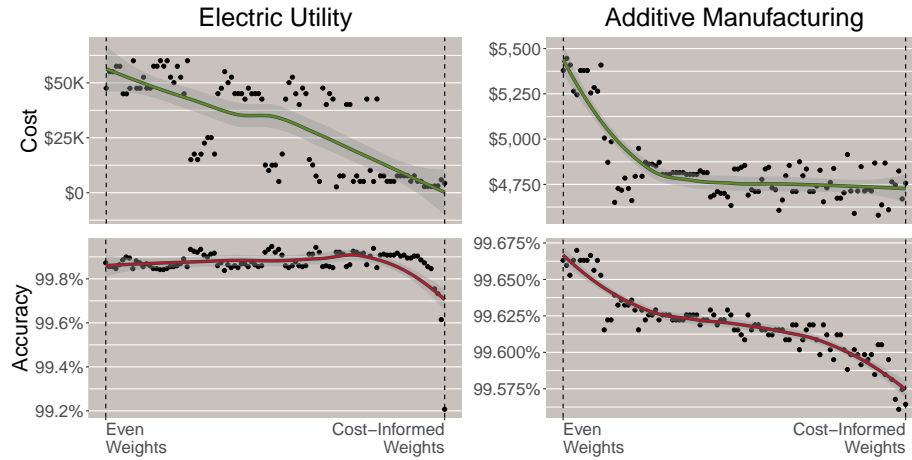 Electric Utility
Additive Manufacturing
Cost
$50K
$25K
$0
$5,500
$5,250
$5,000
$4,750
Accuracy
99.8%
99.6%
99.4%
99.2%
99.675%
99.650%
99.625%
99.600%
99.575%
Even
Weights
Cost−Informed
Weights
Even
Weights
Cost−Informed
Weights